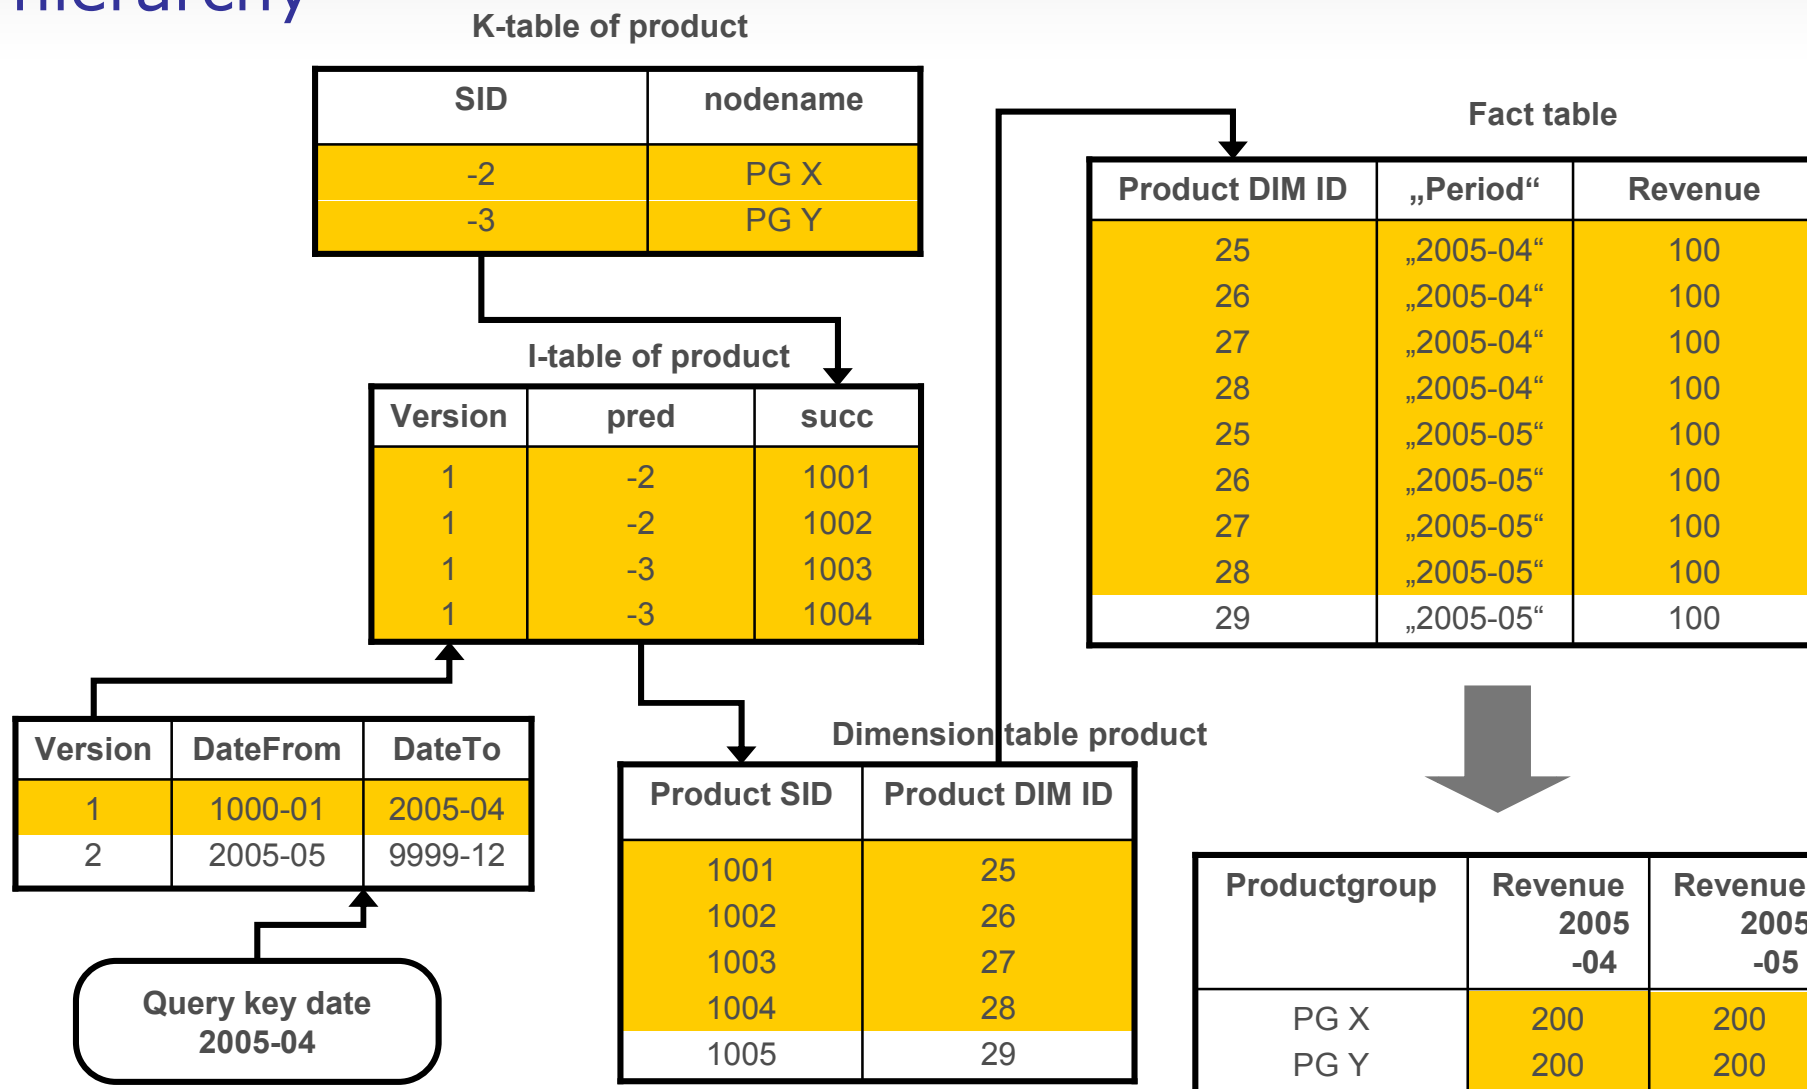 hierarchy
K-table of product
SID nodename
-2 PG X
-3 PG Y
Fact table
Product DIM ID „Period“ Revenue
25 „2005-04“ 100
26 „2005-04“ 100
27 „2005-04“ 100
28 „2005-04“ 100
25 „2005-05“ 100
26 „2005-05“ 100
27 „2005-05“ 100
28 „2005-05“ 100
29 „2005-05“ 100
I-table of product
Version pred succ
1 -2 1001
1 -2 1002
1 -3 1003
1 -3 1004
Version DateFrom DateTo
1 1000-01 2005-04
2 2005-05 9999-12
Query key date
2005-04
Dimension table product
Product SID Product DIM ID
1001 25
1002 26
1003 27
1004 28
1005 29
Productgroup Revenue Revenue
2005 2005
-04 -05
PG X 200 200
PG Y 200 200